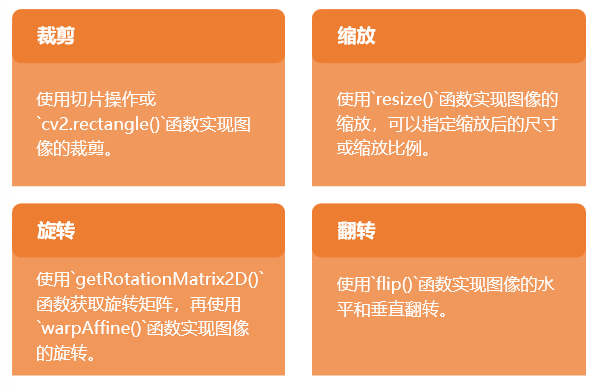 裁剪
使用切片操作或
`cv2.rectangle()`函数实现图
像的裁剪。
缩放
使用`resize()`函数实现图像的
缩放，可以指定缩放后的尺寸
或缩放比例。
旋转
使用`getRotationMatrix2D()`
函数获取旋转矩阵，再使用
`warpAffine()`函数实现图像
的旋转。
翻转
使用`flip()`函数实现图像的水
平和垂直翻转。